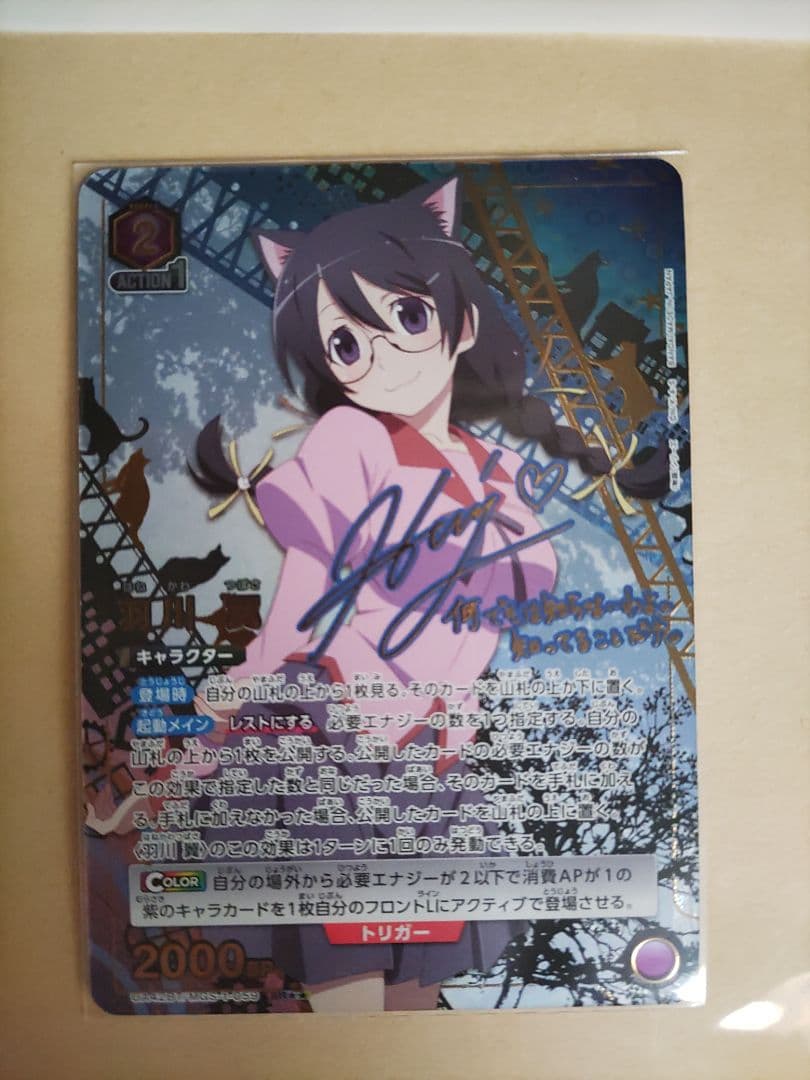 2
ACTION 1
はね かわ つばさ
羽川 翼
キャラクター
何でもは知らないわよ。
知ってることだけ。
登場時 自分の山札の上から1枚見る。そのカードを山札の上か下に置く。
起動メイン レストにする 必要エナジーの数を1つ指定する。自分の
山札の上から1枚を公開する。公開したカードの必要エナジーの数が
この効果で指定した数と同じだった場合、そのカードを手札に加え
る。手札に加えなかった場合、公開したカードを山札の上に置く。
〈羽川 翼〉のこの効果は1ターンに1回のみ発動できる。
COLOR 自分の場外から必要エナジーが2以下で消費APが1の
紫のキャラカードを1枚自分のフロントLにアクティブで登場させる。
トリガー
2000 BP